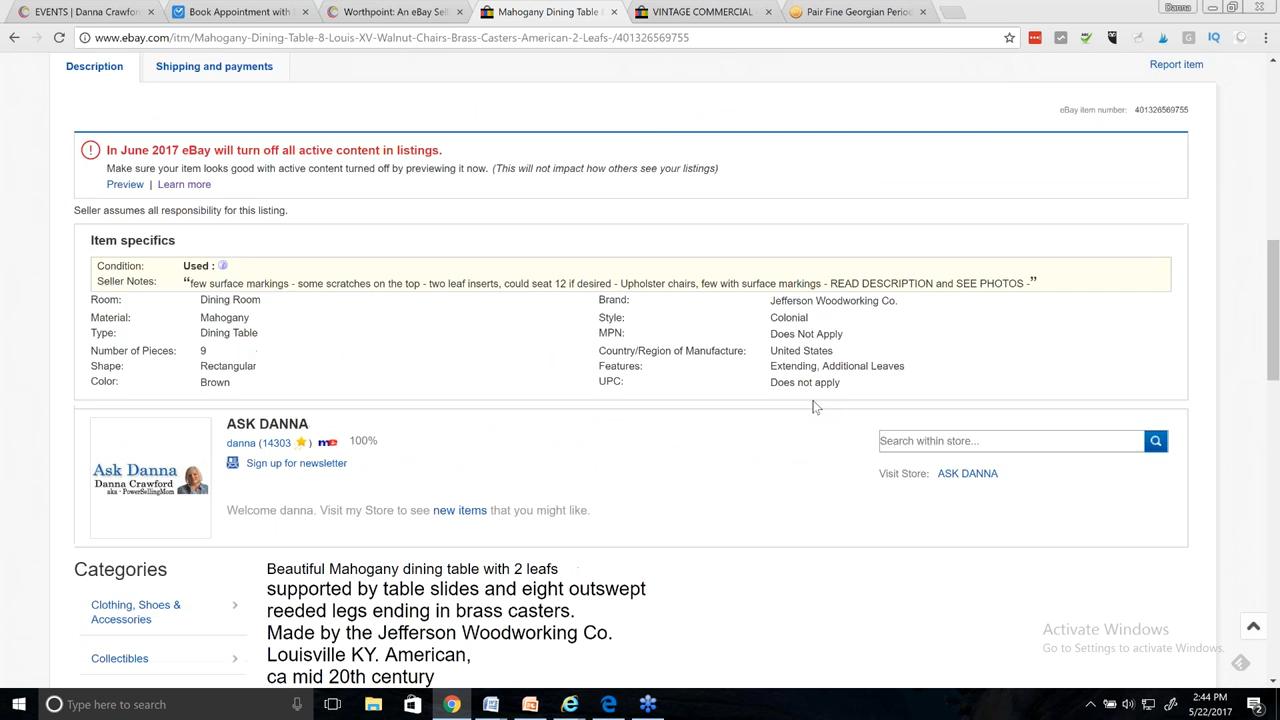 EVENTS | Danna Crawford
Book Appointment with
Worthpoint: An eBay Sel
Mahogany Dining Table &
VINTAGE COMMERCIAL
Pair Fine Georgian Period
Danna
www.ebay.com/itm/Mahogany-Dining-Table-8-Louis-XV-Walnut-Chairs-Brass-Casters-American-2-Leafs-/401326569755
Description
Shipping and payments
Report item
eBay item number: 401326569755
In June 2017 eBay will turn off all active content in listings.
Make sure your item looks good with active content turned off by previewing it now. (This will not impact how others see your listings)
Preview | Learn more
Seller assumes all responsibility for this listing.
Item specifics
Condition: Used :
Seller Notes: “few surface markings - some scratches on the top - two leaf inserts, could seat 12 if desired - Upholster chairs, few with surface markings - READ DESCRIPTION and SEE PHOTOS -”
Room: Dining Room Brand: Jefferson Woodworking Co.
Material: Mahogany Style: Colonial
Type: Dining Table MPN: Does Not Apply
Number of Pieces: 9 Country/Region of Manufacture: United States
Shape: Rectangular Features: Extending, Additional Leaves
Color: Brown UPC: Does not apply
ASK DANNA
danna (14303 ) me 100%
Sign up for newsletter
Search within store...
Visit Store: ASK DANNA
Welcome danna. Visit my Store to see new items that you might like.
Ask Danna
Danna Crawford
aka - PowerSellingMom
Categories
Clothing, Shoes &
Accessories
Collectibles
Beautiful Mahogany dining table with 2 leafs
supported by table slides and eight outswept
reeded legs ending in brass casters.
Made by the Jefferson Woodworking Co.
Louisville KY. American,
ca mid 20th century
Activate Windows
Go to Settings to activate Windows.
Type here to search
2:44 PM
5/22/2017
2